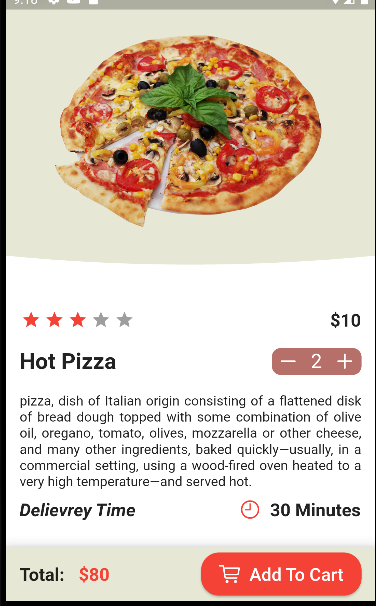 9:16
$10
Hot Pizza
2
pizza, dish of Italian origin consisting of a flattened disk
of bread dough topped with some combination of olive
oil, oregano, tomato, olives, mozzarella or other cheese,
and many other ingredients, baked quickly—usually, in a
commercial setting, using a wood-fired oven heated to a
very high temperature—and served hot.
Delievrey Time 30 Minutes
Total: $80 Add To Cart